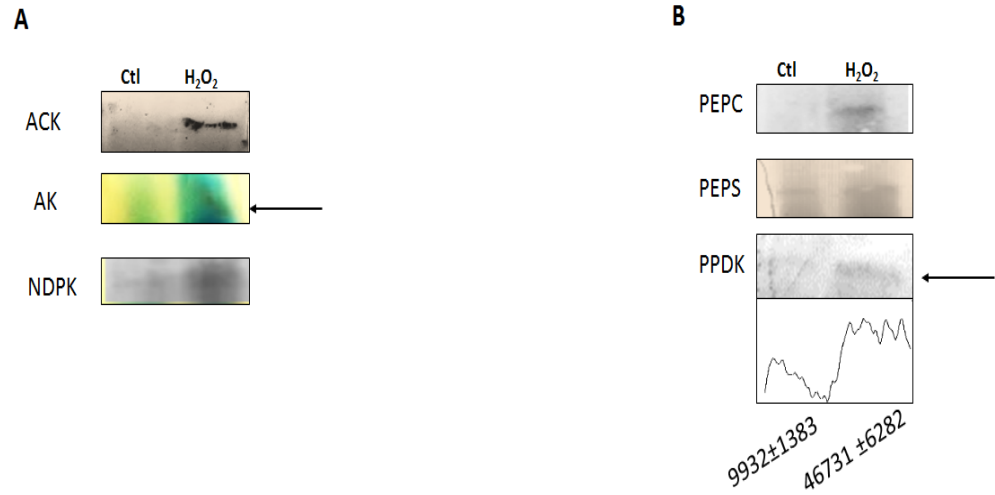 A
Ctl H₂O₂
ACK
AK
NDPK
B
Ctl H₂O₂
PEPC
PEPS
PPDK
9932±1383 46731 ±6282